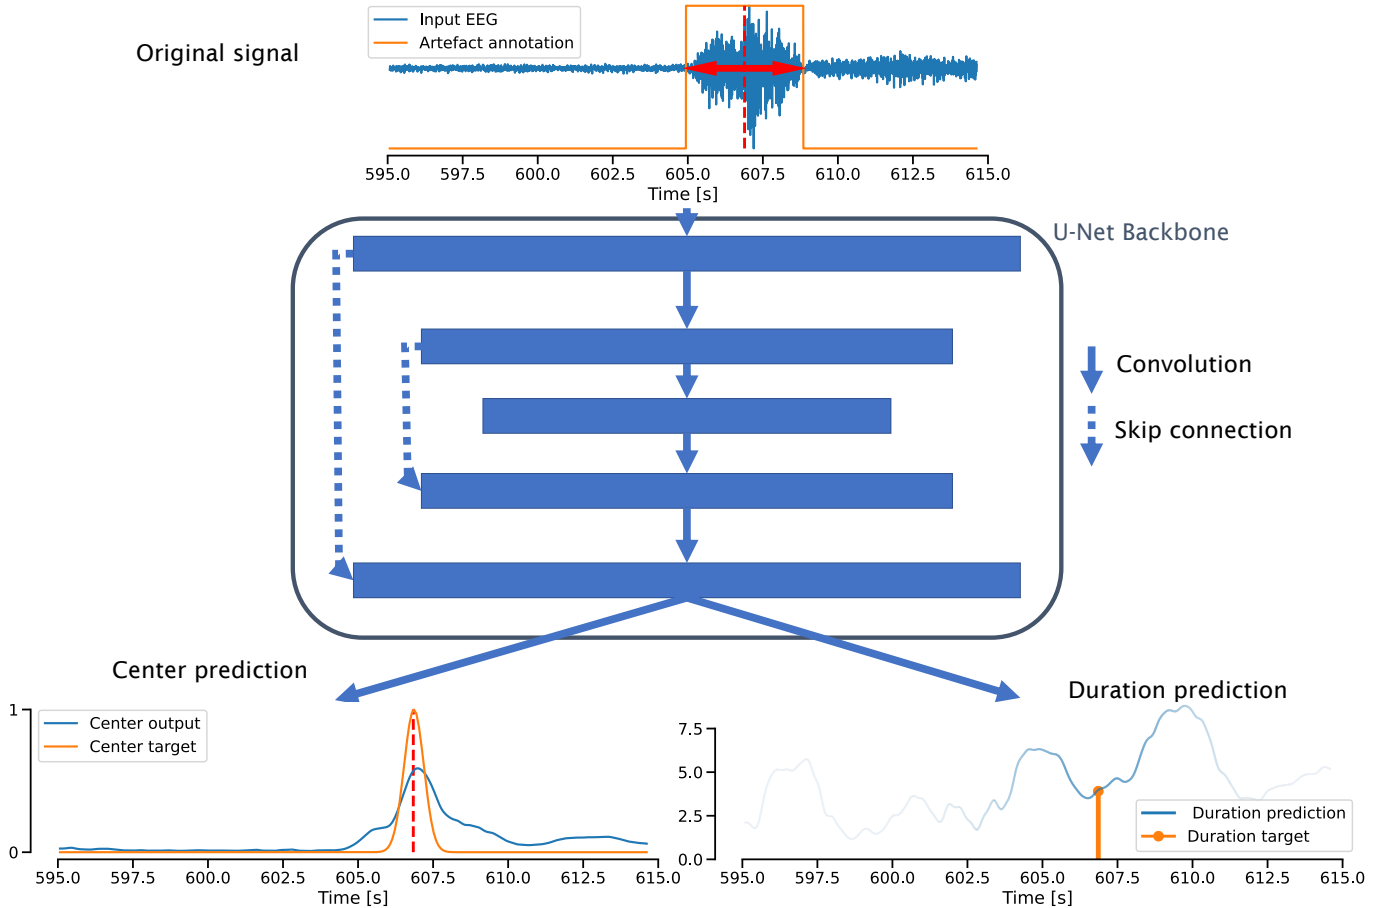 Original signal
Input EEG
Artefact annotation
595.0 597.5 600.0 602.5 605.0 607.5 610.0 612.5 615.0
Time [s]
U-Net Backbone
Convolution
Skip connection
Center prediction
1
0
Center output
Center target
595.0 597.5 600.0 602.5 605.0 607.5 610.0 612.5 615.0
Time [s]
Duration prediction
7.5
5.0
2.5
0.0
Duration prediction
Duration target
595.0 597.5 600.0 602.5 605.0 607.5 610.0 612.5 615.0
Time [s]